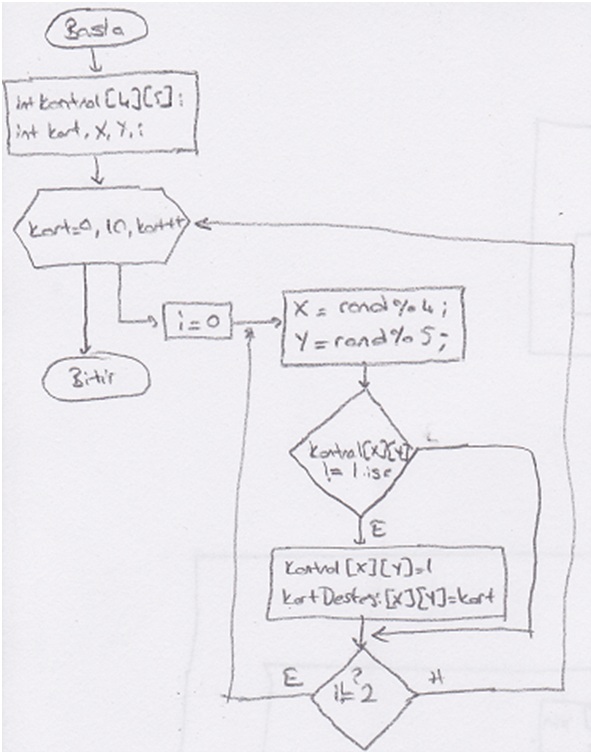 Basla
int kontrol[4][5];
int kart, X, Y, i
kart=0, 10, kart++
i=0
X = rand%4;
Y = rand%5;
Bitir
kontrol[X][Y]
!= 1 ise
E
kontrol[X][Y]=1
kartDestesi[X][Y]=kart
E
?
i!=2
H